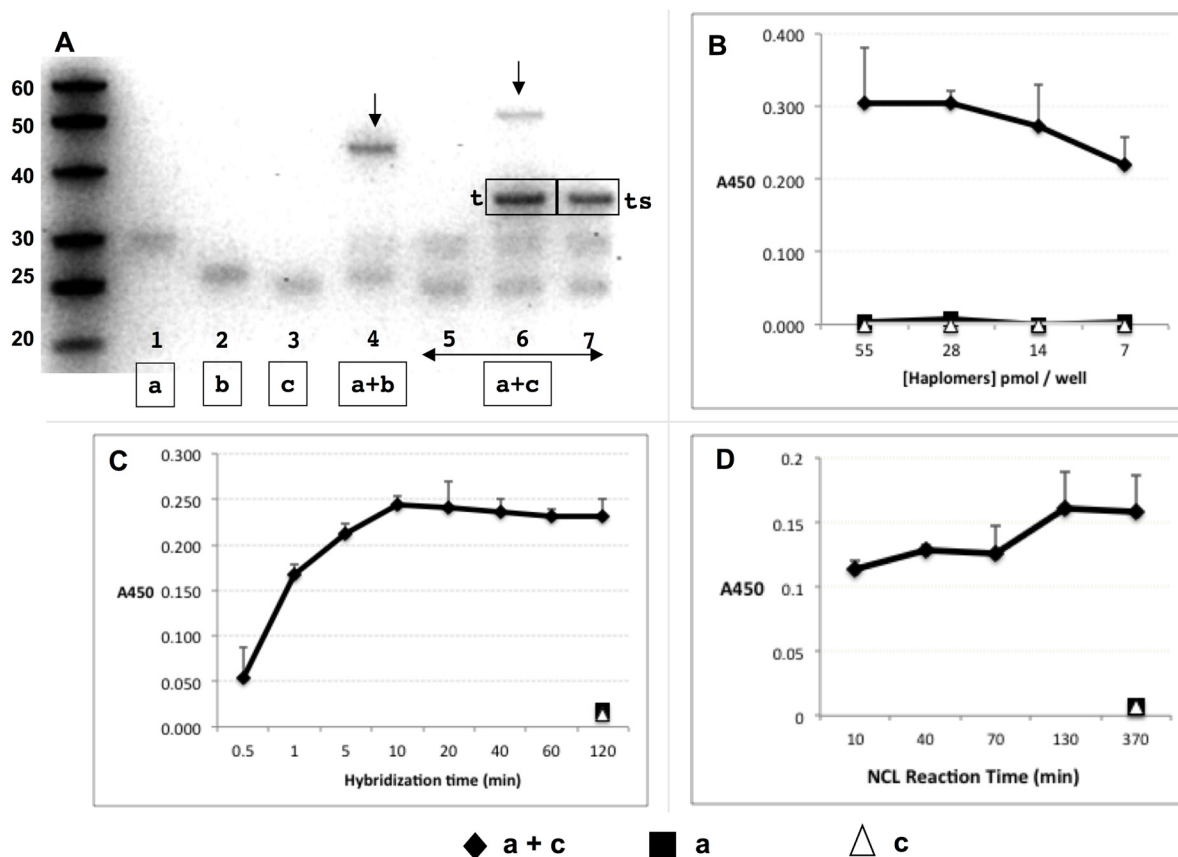 A
60
50
40
30
25
20
t
ts
1 2 3 4 5 6 7
a b c a+b a+c
B
0.400
0.300
A450 0.200
0.100
0.000
55 28 14 7
[Haplomers] pmol / well
C
0.300
0.250
0.200
A450 0.150
0.100
0.050
0.000
0.5 1 5 10 20 40 60 120
Hybridization time (min)
D
0.2
0.15
A450 0.1
0.05
0
10 40 70 130 370
NCL Reaction Time (min)
a + c a c